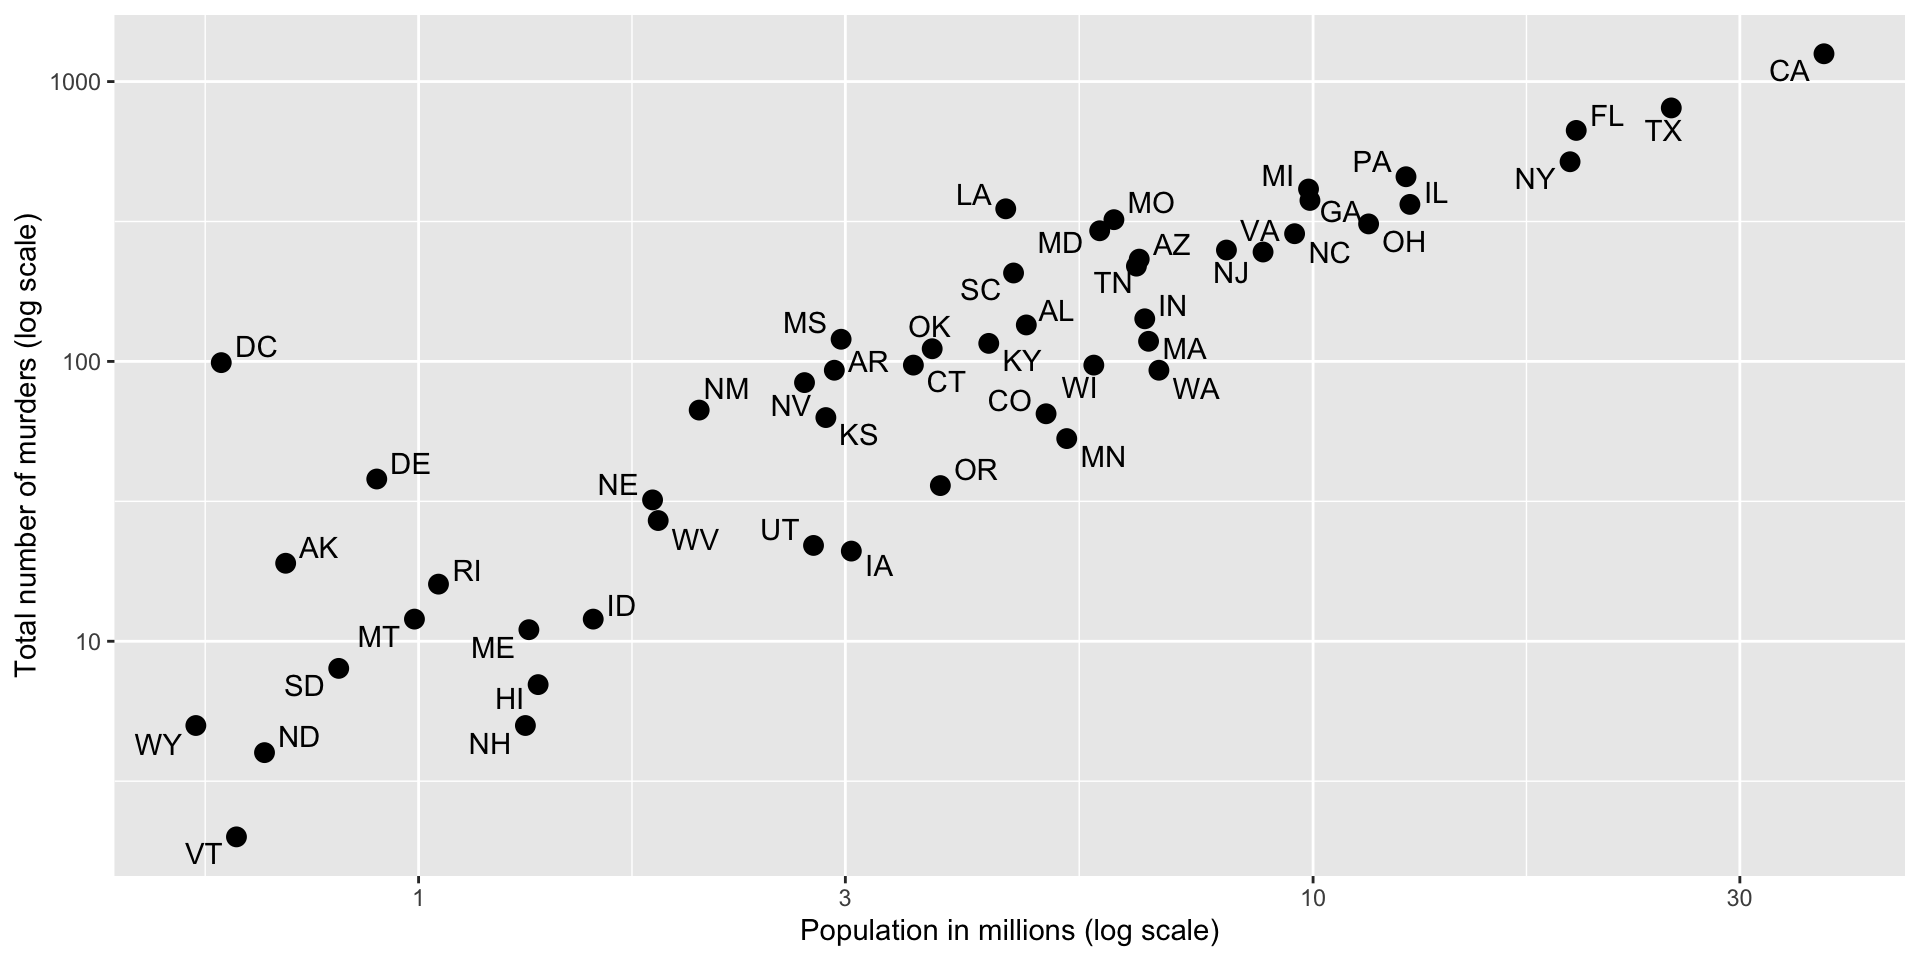 CA
1000
FL
TX
PA
MI
NY
IL
LA
MO
GA
VA
OH
MD
AZ
NC
NJ
TN
SC
IN
AL
MS
OK
DC
MA
100
AR
KY
CT
WI
WA
NM
CO
NV
KS
MN
DE
OR
NE
UT
WV
AK
IA
RI
ID
MT
10
ME
SD
HI
ND
WY
NH
VT
Total number of murders (log scale)
1
3
10
30
Population in millions (log scale)